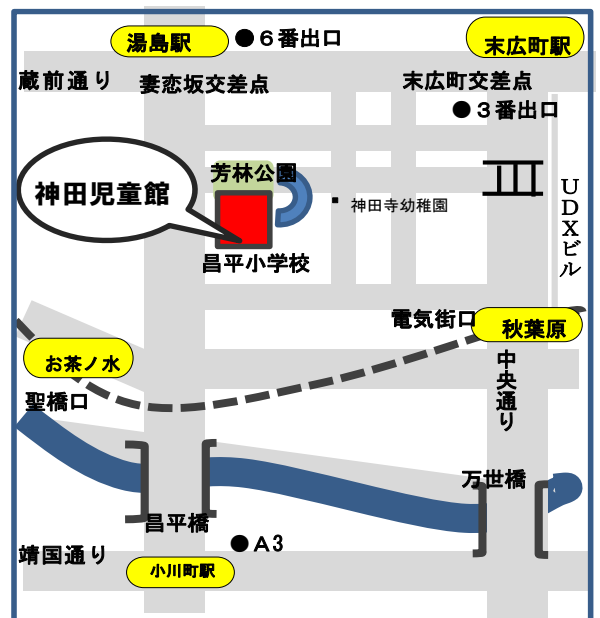 湯島駅
●６番出口
末広町駅
蔵前通り
妻恋坂交差点
末広町交差点
●３番出口
芳林公園
神田児童館
神田寺幼稚園
UDXビル
昌平小学校
電気街口
秋葉原
お茶ノ水
中央通り
聖橋口
万世橋
昌平橋
●A3
靖国通り
小川町駅